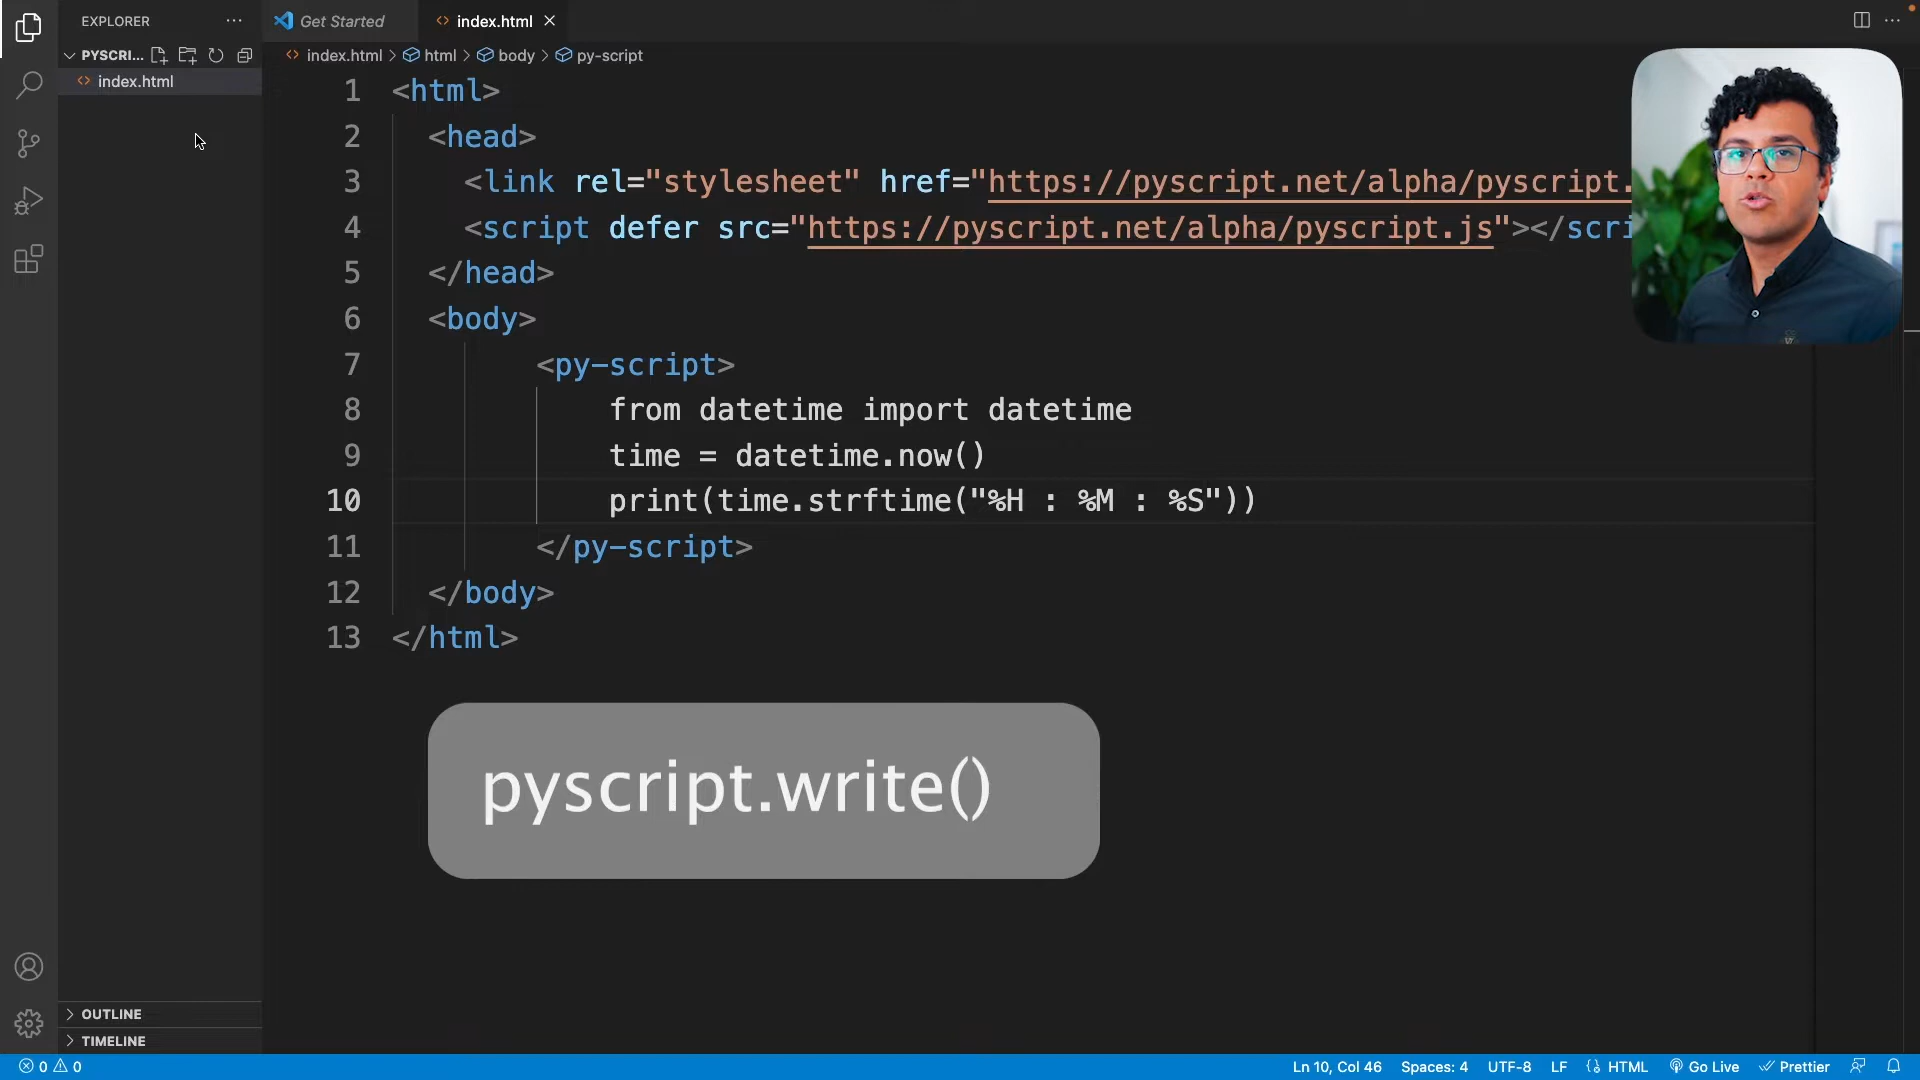 EXPLORER
PYSCRI...
index.html
OUTLINE
TIMELINE
Get Started
index.html
index.html > html > body > py-script
1 <html>
2 <head>
3 <link rel="stylesheet" href="https://pyscript.net/alpha/pyscript.
4 <script defer src="https://pyscript.net/alpha/pyscript.js"></scri
5 </head>
6 <body>
7 <py-script>
8 from datetime import datetime
9 time = datetime.now()
10 print(time.strftime("%H : %M : %S"))
11 </py-script>
12 </body>
13 </html>
pyscript.write()
0 0 Ln 10, Col 46 Spaces: 4 UTF-8 LF HTML Go Live Prettier